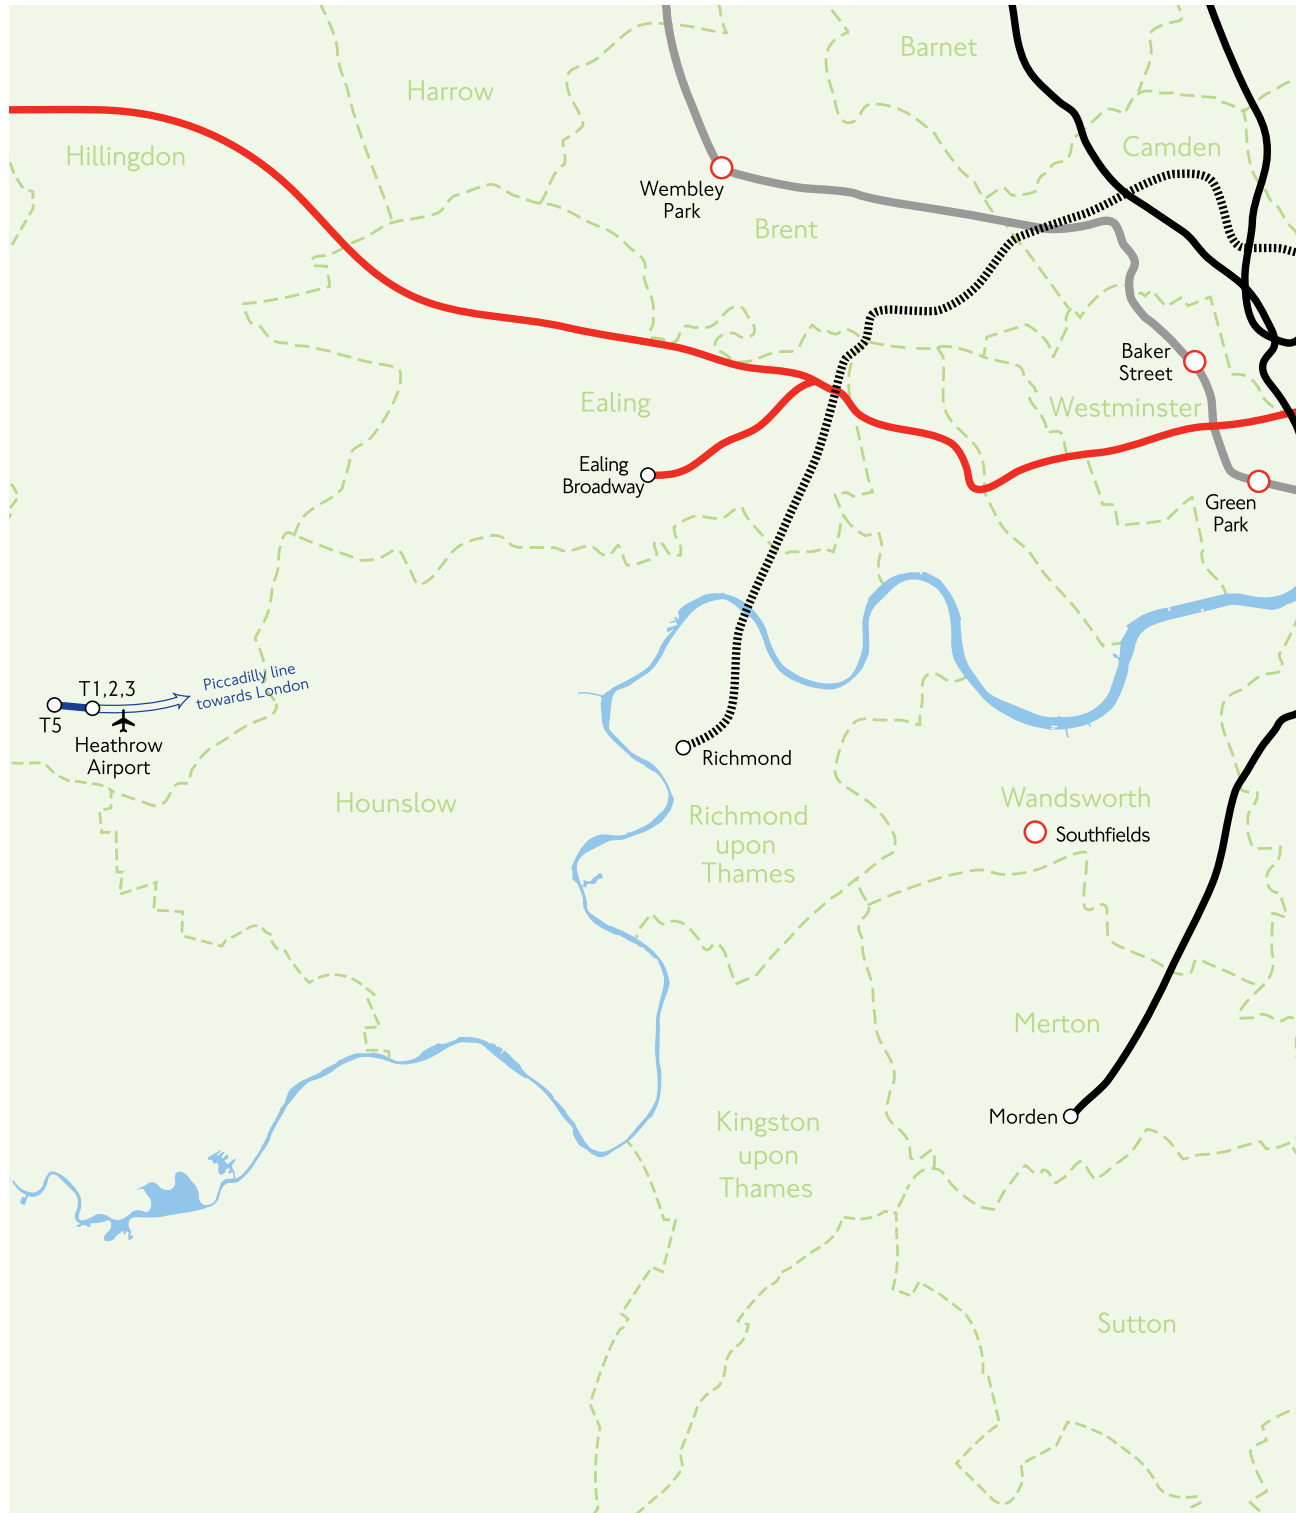 Barnet
Harrow
Camden
Hillingdon
Wembley
Park
Brent
Baker
Street
Ealing
Westminster
Ealing
Broadway
Green
Park
Piccadilly line
towards London
T1,2,3
T5
Heathrow
Airport
Richmond
Hounslow
Wandsworth
Richmond
upon
Thames
Southfields
Merton
Morden
Kingston
upon
Thames
Sutton